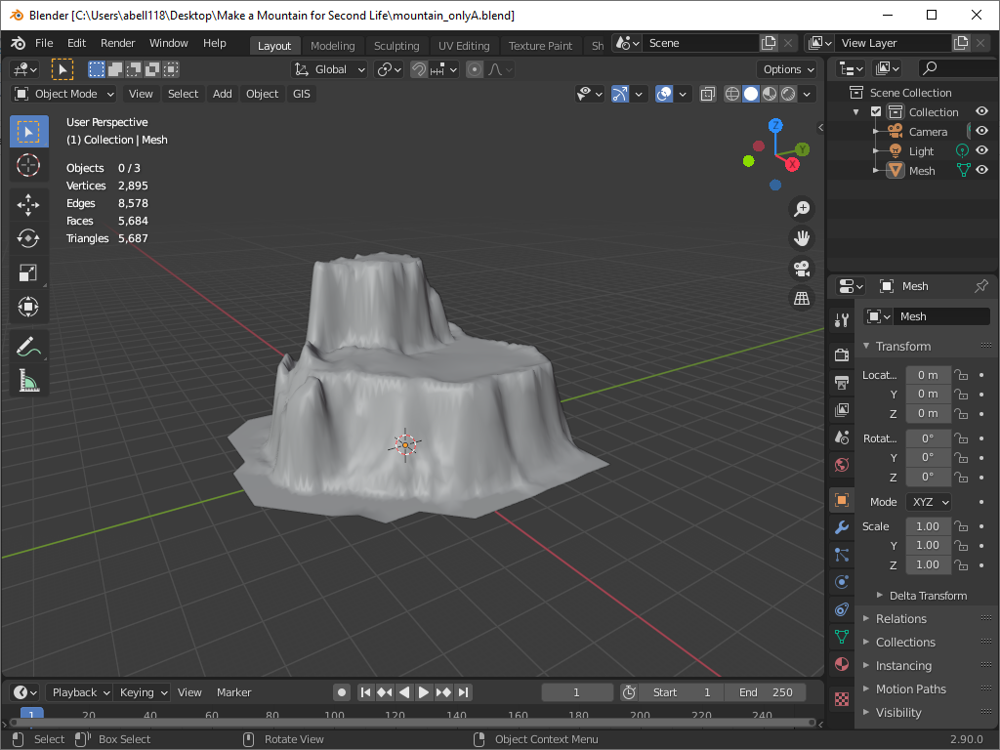 Blender [C:\Users\abell118\Desktop\Make a Mountain for Second Life\mountain_onlyA.blend]
File Edit Render Window Help Layout Modeling Sculpting UV Editing Texture Paint Sh Scene View Layer
Global Options
Object Mode View Select Add Object GIS
User Perspective
(1) Collection | Mesh
Objects 0 / 3
Vertices 2,895
Edges 8,578
Faces 5,684
Triangles 5,687
Z
Y
X
Scene Collection
Collection
Camera
Light
Mesh
Mesh
Mesh
Transform
Locat... 0 m
Y 0 m
Z 0 m
Rotat... 0°
Y 0°
Z 0°
Mode XYZ
Scale 1.00
Y 1.00
Z 1.00
Delta Transform
Relations
Collections
Instancing
Motion Paths
Visibility
Playback Keying View Marker 1 Start 1 End 250
1 20 40 60 80 100 120 140 160 180 200 220 240
Select Box Select Rotate View Object Context Menu 2.90.0